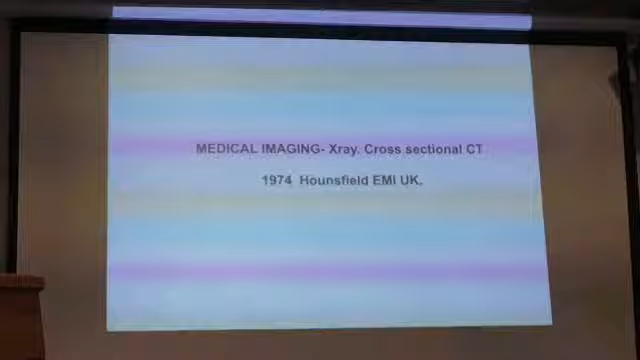 MEDICAL IMAGING- Xray. Cross sectional CT
1974 Hounsfield EMI UK.